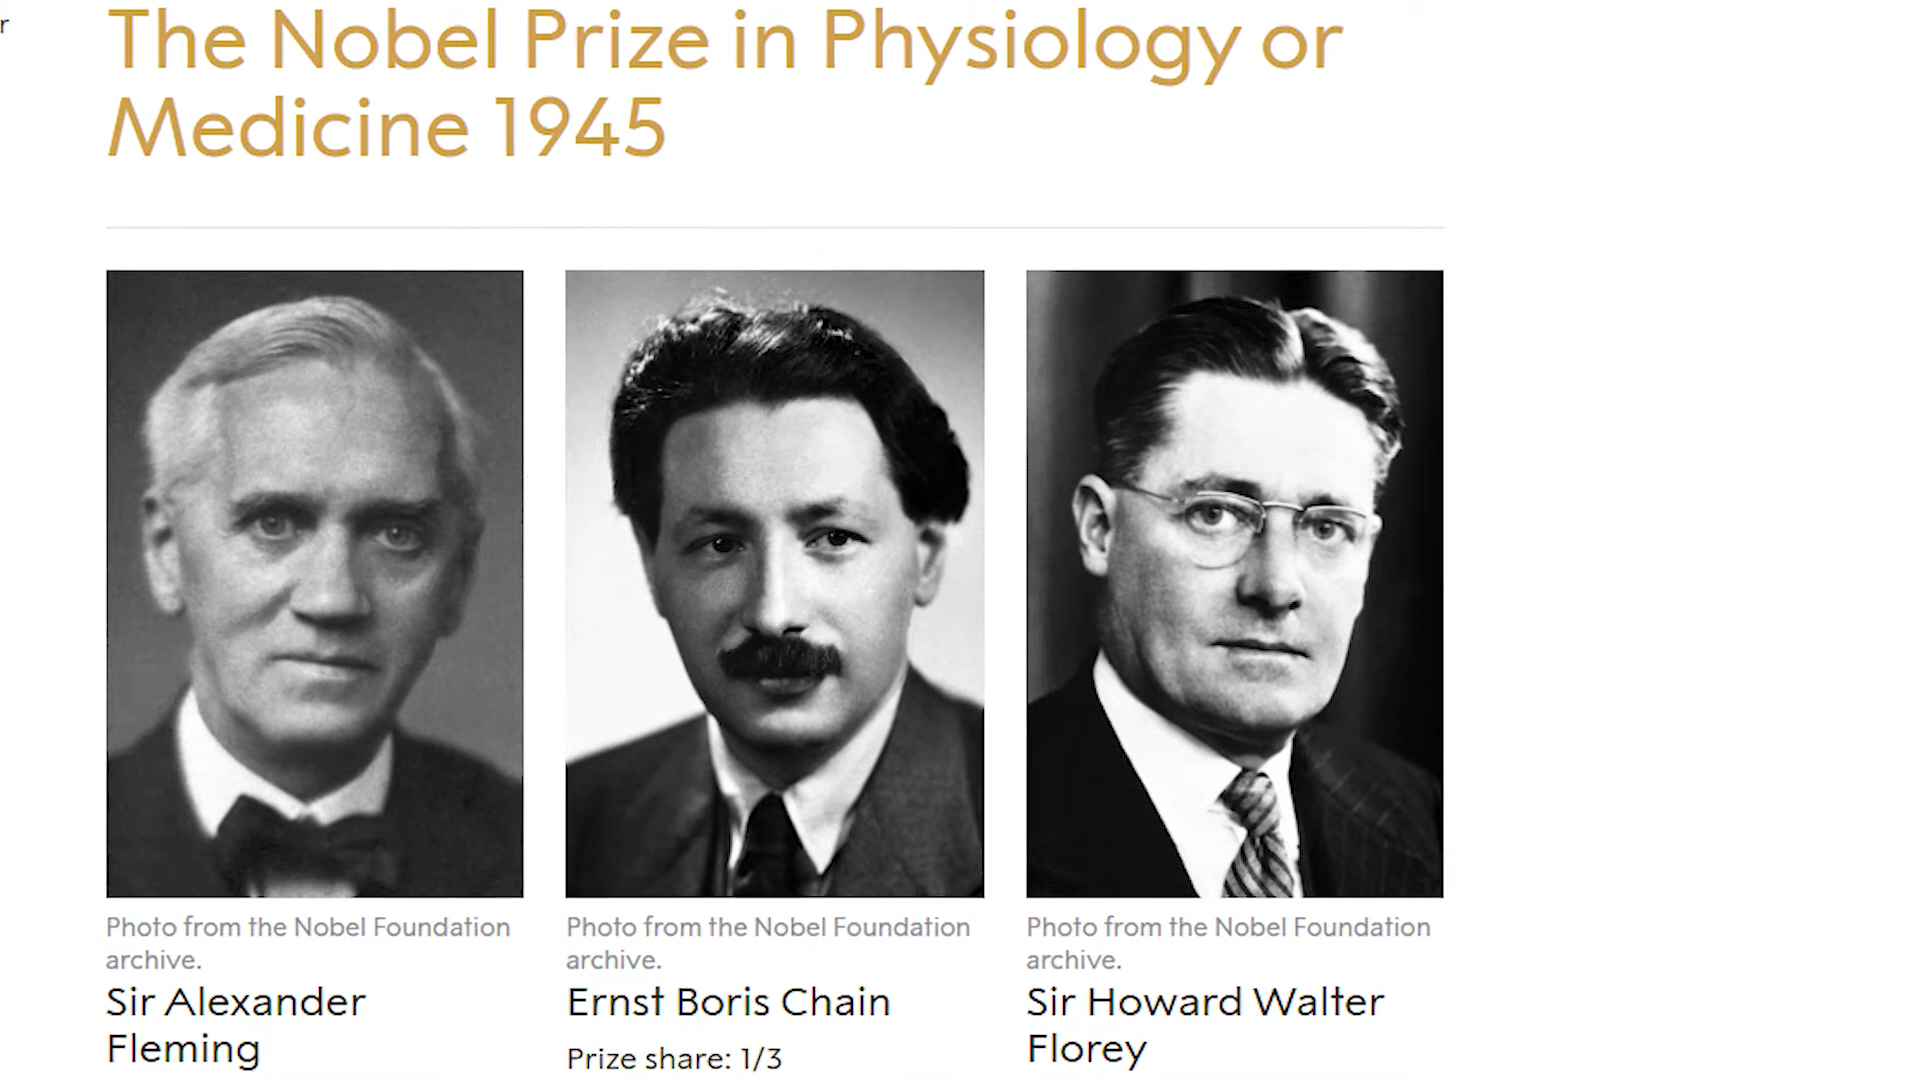 r
The Nobel Prize in Physiology or
Medicine 1945
Photo from the Nobel Foundation
archive.
Sir Alexander
Fleming
Photo from the Nobel Foundation
archive.
Ernst Boris Chain
Prize share: 1/3
Photo from the Nobel Foundation
archive.
Sir Howard Walter
Florey